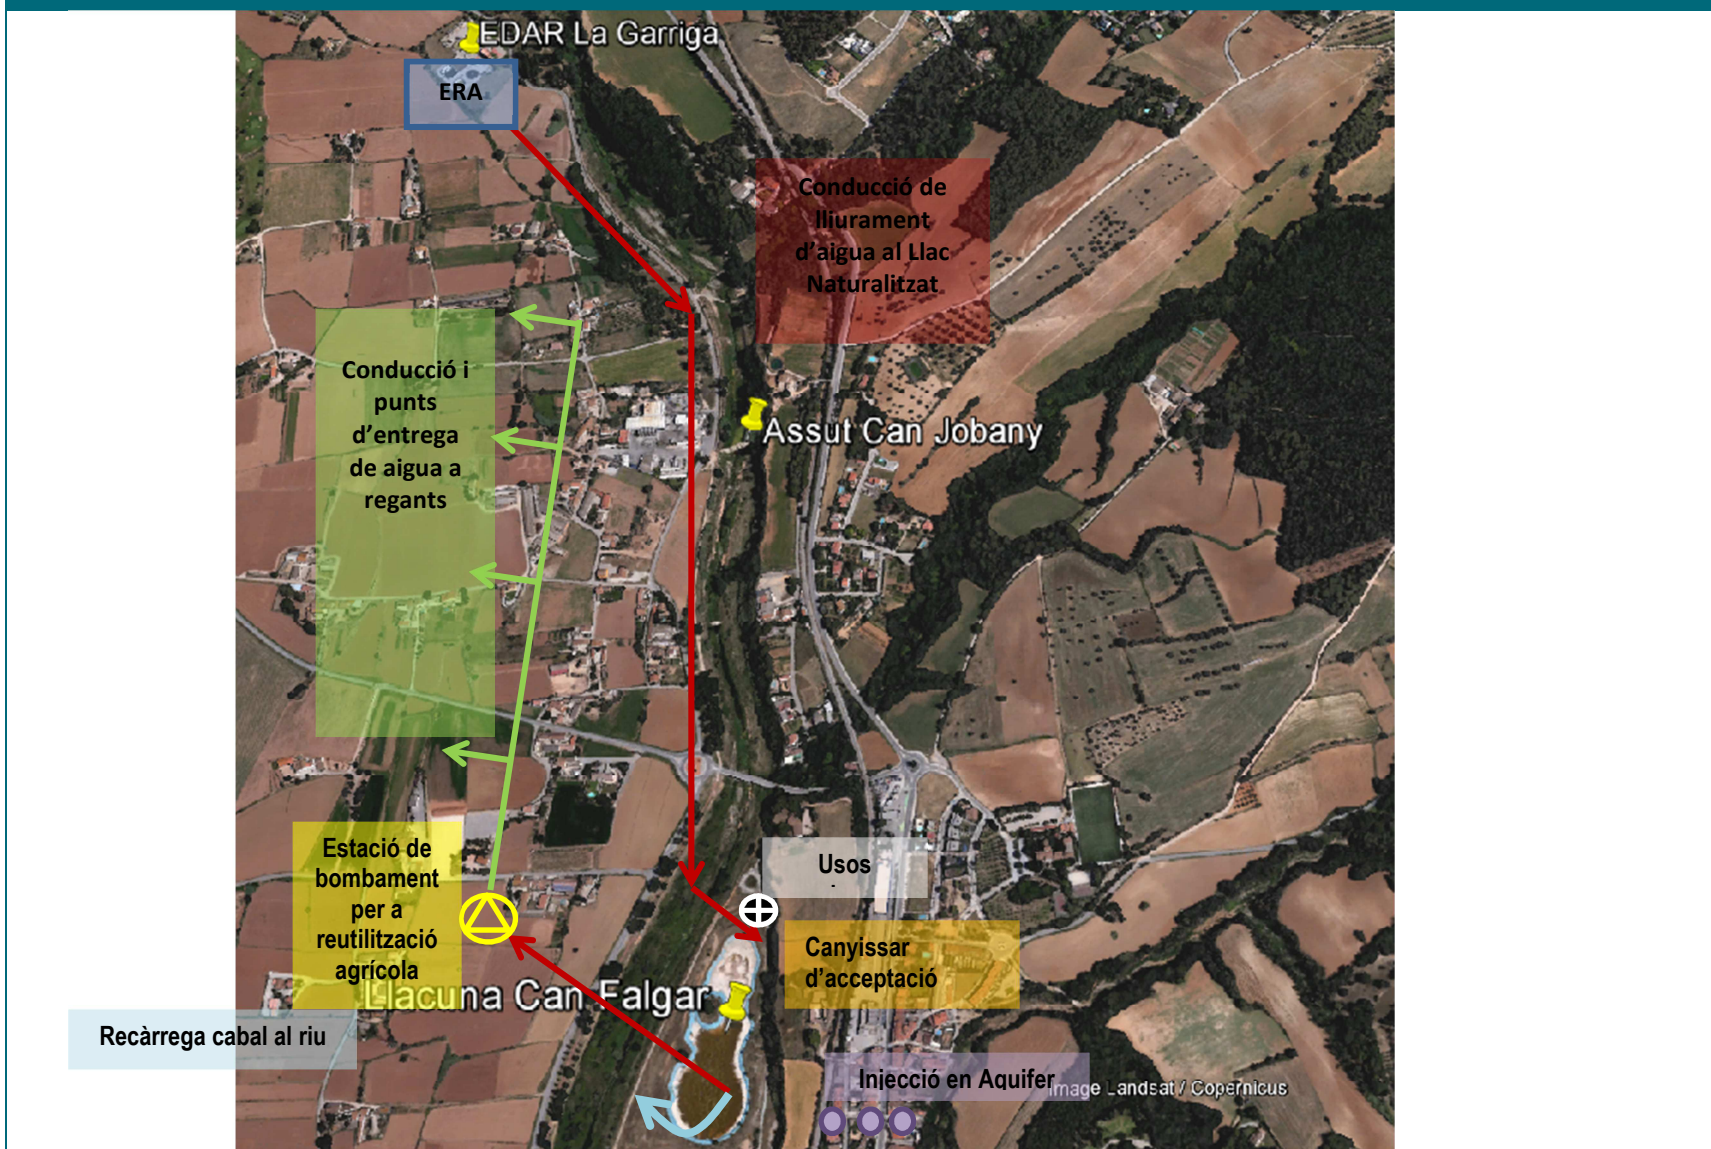 EDAR La Garriga
ERA
Conducció de
lliurament
d'aigua al Llac
Naturalitzat
Conducció i
punts
d'entrega
de aigua a
regants
Assut Can Jobany
Usos
Estació de
bombament
per a
reutilització
agrícola
Canyissar
d'acceptació
Llacuna Can Falgar
Recàrrega cabal al riu
Injecció en Aquifer
Image Landsat / Copernicus